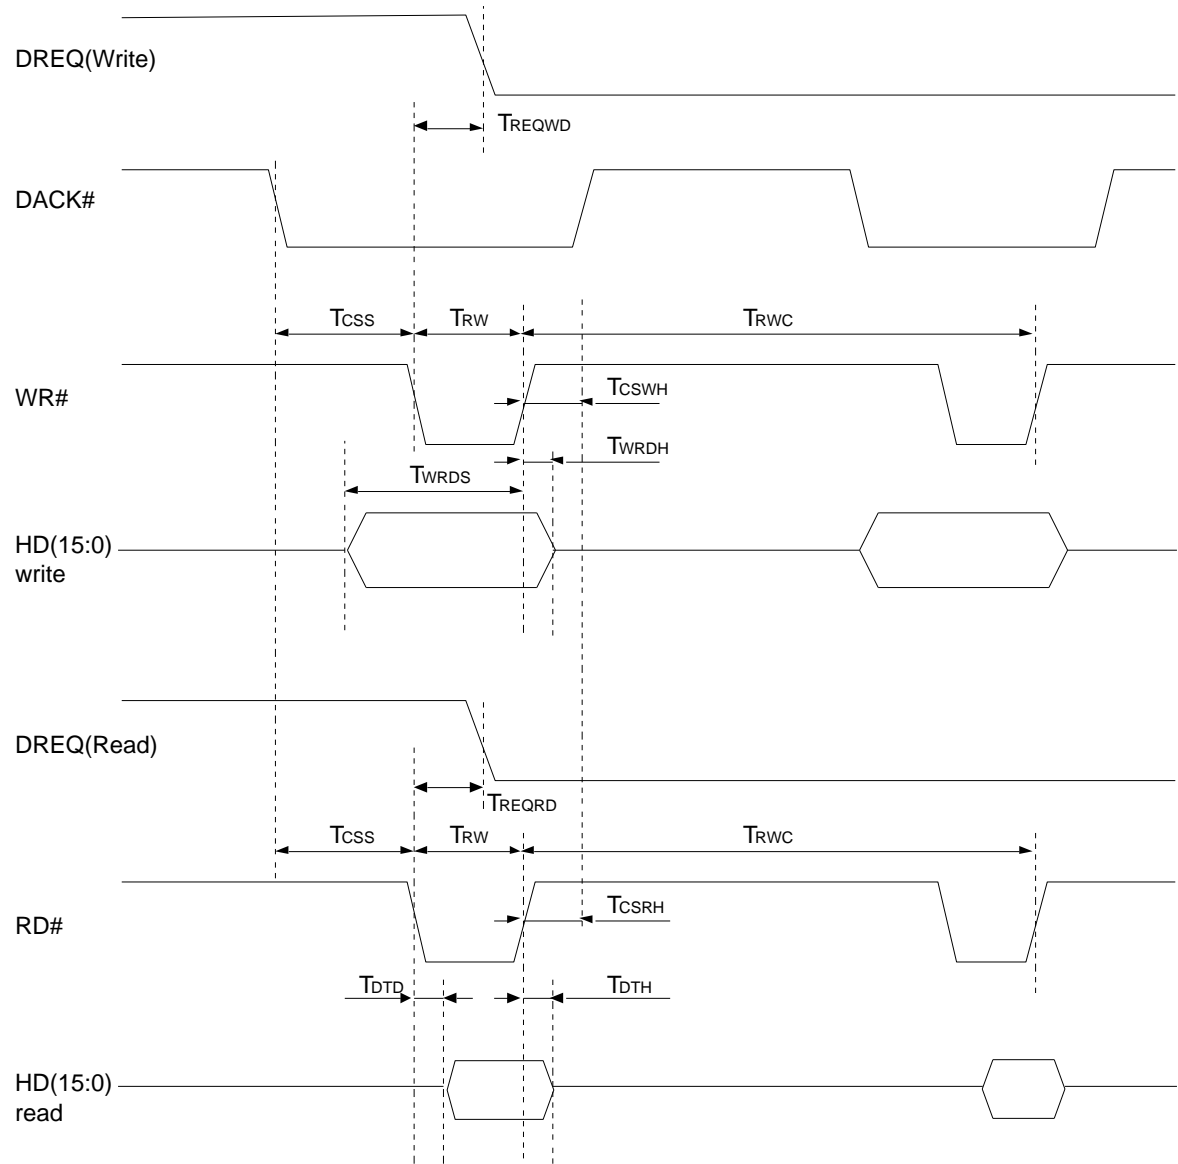 DREQ(Write)
TREQWD
DACK#
TCSS TRW TRWC
WR#
TCSWH
TWRDH
TWRDS
HD(15:0)
write
DREQ(Read)
TREQRD
TCSS TRW TRWC
RD#
TCSRH
TDTD TDTH
HD(15:0)
read